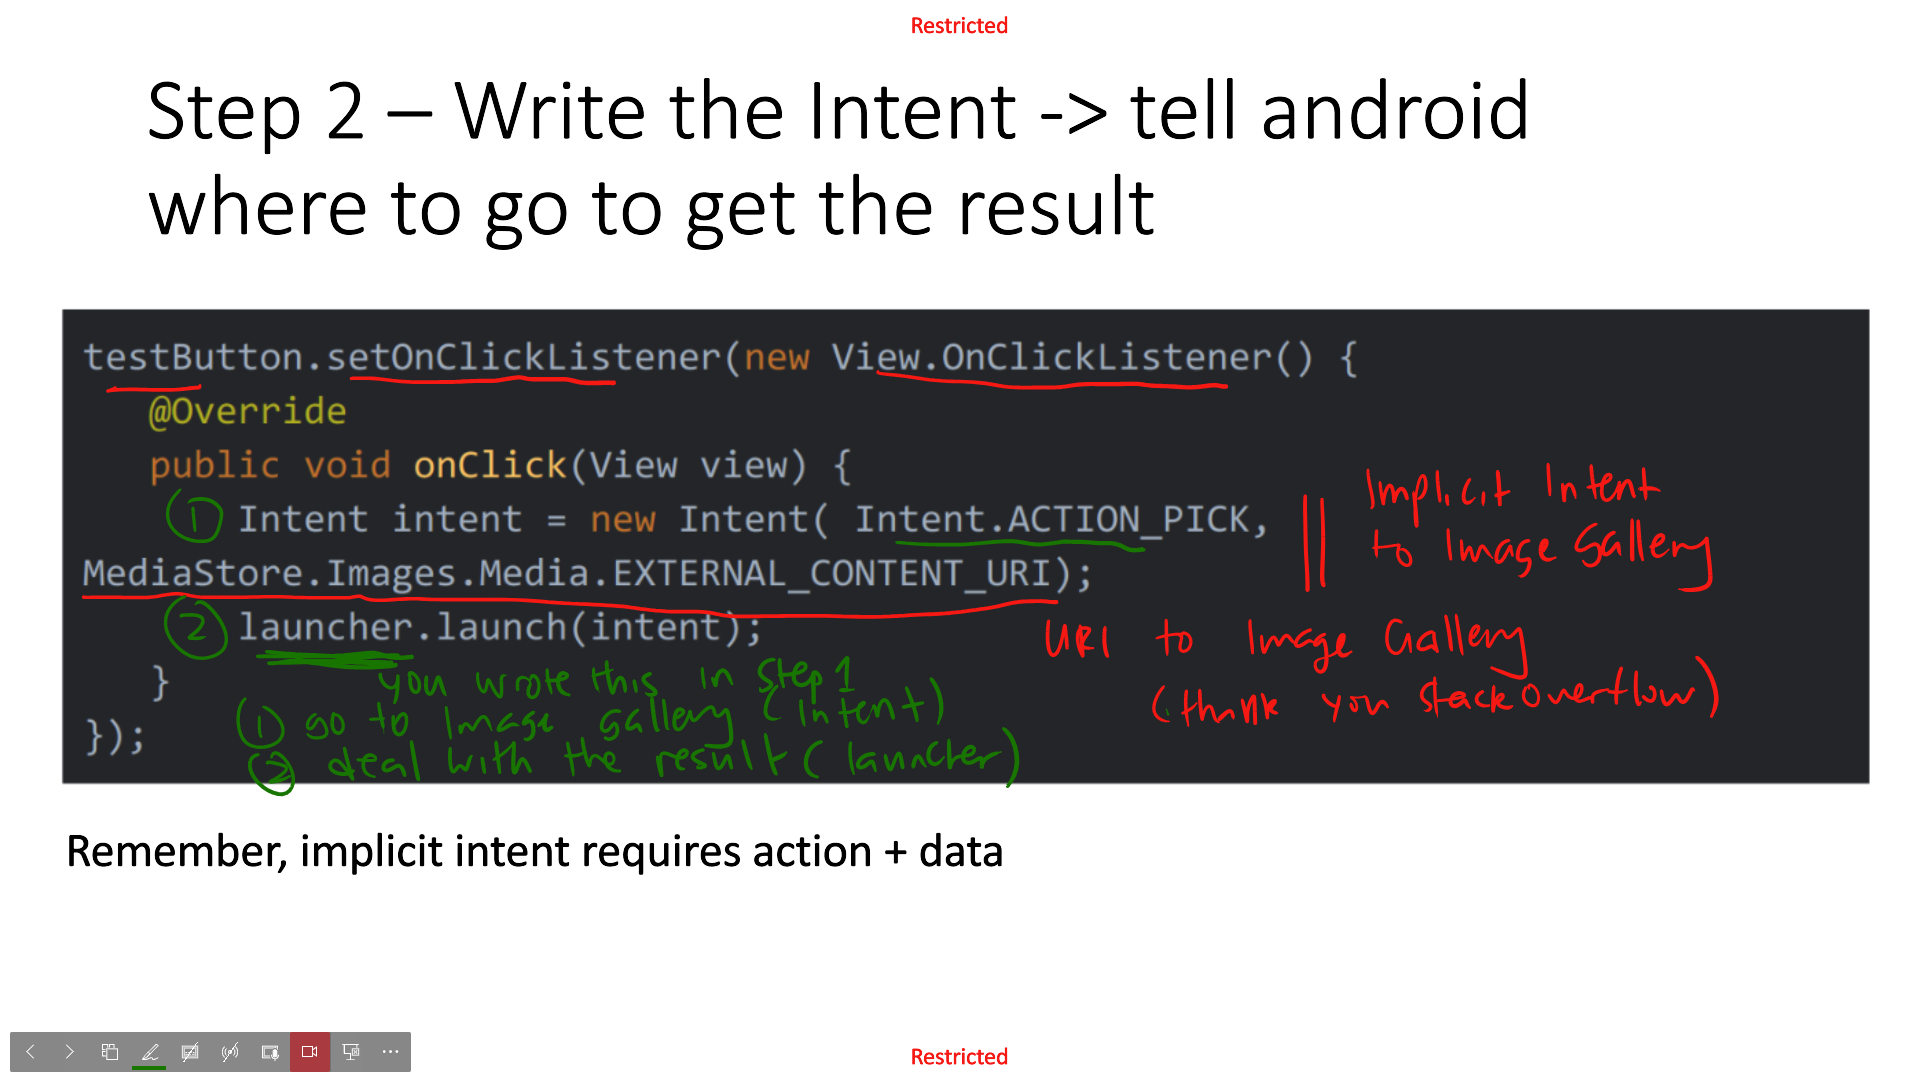 Restricted
Step 2 – Write the Intent -> tell android
where to go to get the result
testButton.setOnClickListener(new View.OnClickListener() {
@Override
public void onClick(View view) {
① Intent intent = new Intent( Intent.ACTION_PICK,
MediaStore.Images.Media.EXTERNAL_CONTENT_URI);
② launcher.launch(intent);
}
});
Implicit Intent
to Image Gallery
URI to Image Gallery
(thank you stackoverflow)
you wrote this in step 1
① go to Image gallery (Intent)
② deal with the result (launcher)
Remember, implicit intent requires action + data
Restricted